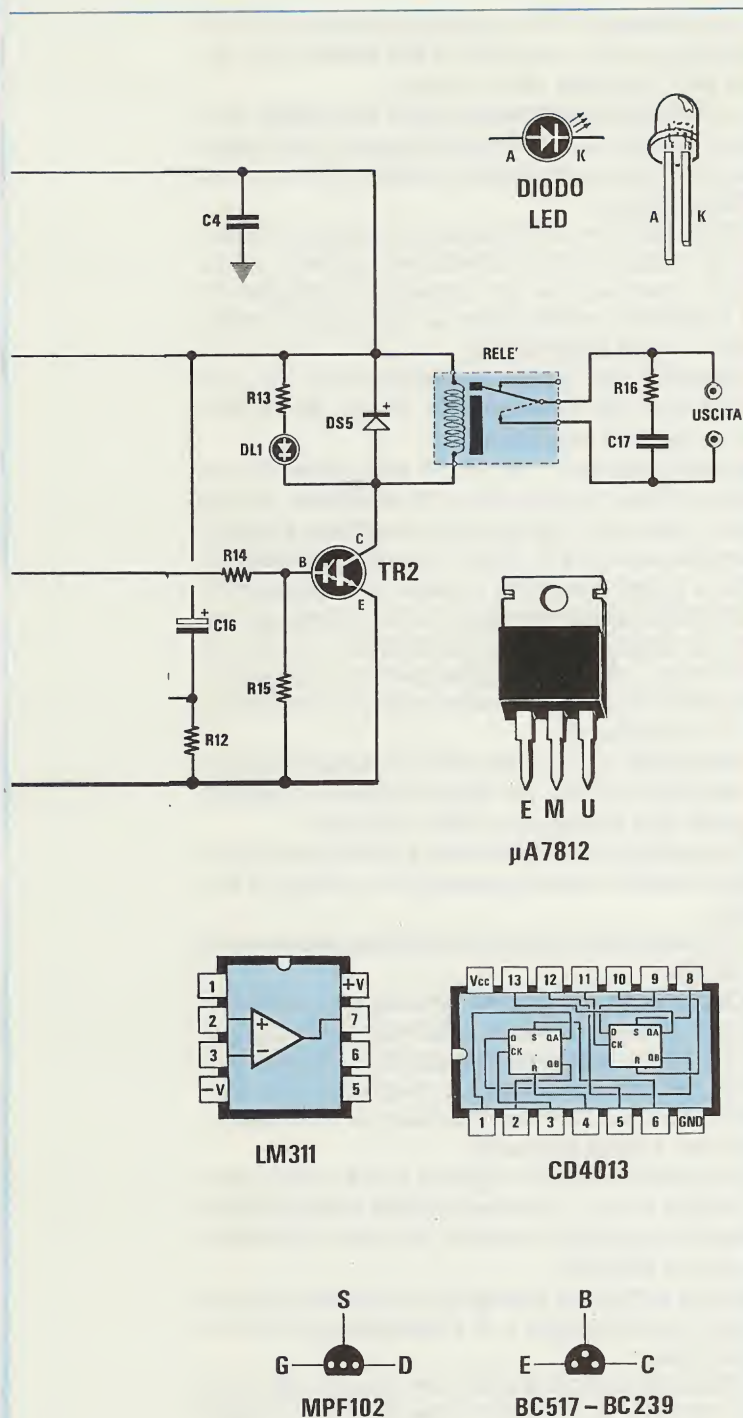 A K
DIODO
LED
A K
C4
RELE'
R13
DS5
+
R16
USCITA
DL1
C17
C
R14
B
TR2
E
+
C16
R15
R12
E M U
µA7812
1 +V
2 + 7
3 - 6
-V 5
LM311
Vcc 13 12 11 10 9 8
D S QA
CK
R QB
D S QA
CK
R QB
1 2 3 4 5 6 GND
CD4013
S
G D
MPF102
B
E C
BC517 – BC239